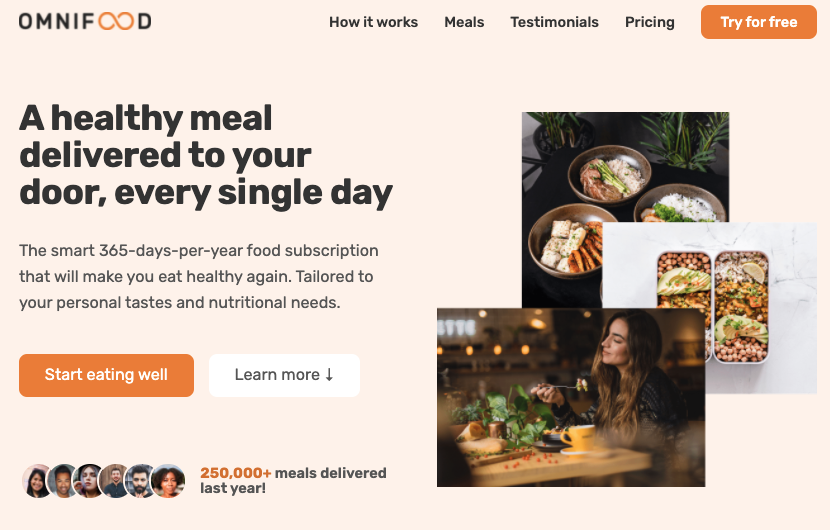 OMNIFOOD
How it works
Meals
Testimonials
Pricing
Try for free
A healthy meal
delivered to your
door, every single day
The smart 365-days-per-year food subscription
that will make you eat healthy again. Tailored to
your personal tastes and nutritional needs.
Start eating well
Learn more ↓
250,000+ meals delivered
last year!